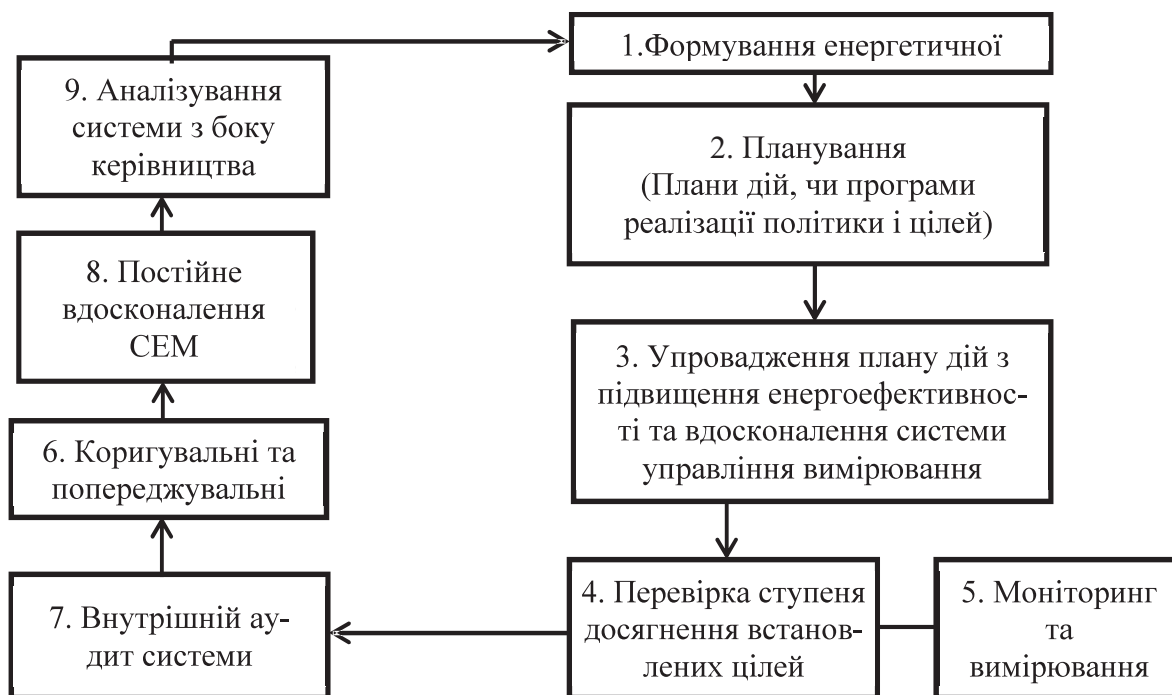 1.Формування енергетичної
2. Планування
(Плани дій, чи програми
реалізації політики і цілей)
3. Упровадження плану дій з
підвищення енергоефективнос-
ті та вдосконалення системи
управління вимірювання
4. Перевірка ступеня
досягнення встанов-
лених цілей
5. Моніторинг
та
вимірювання
7. Внутрішній ау-
дит системи
6. Коригувальні та
попереджувальні
8. Постійне
вдосконалення
СЕМ
9. Аналізування
системи з боку
керівництва